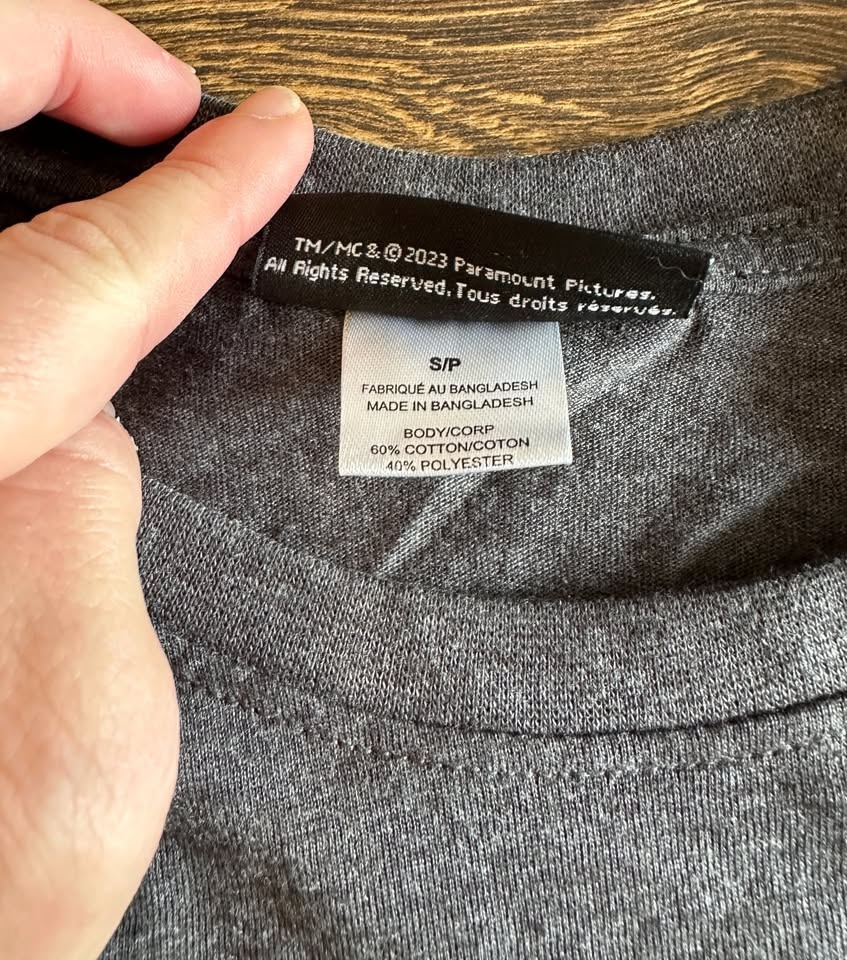 TM/MC & © 2023 Paramount Pictures.
All Rights Reserved. Tous droits réservés.
S/P
FABRIQUÉ AU BANGLADESH
MADE IN BANGLADESH
BODY/CORP
60% COTTON/COTON
40% POLYESTER